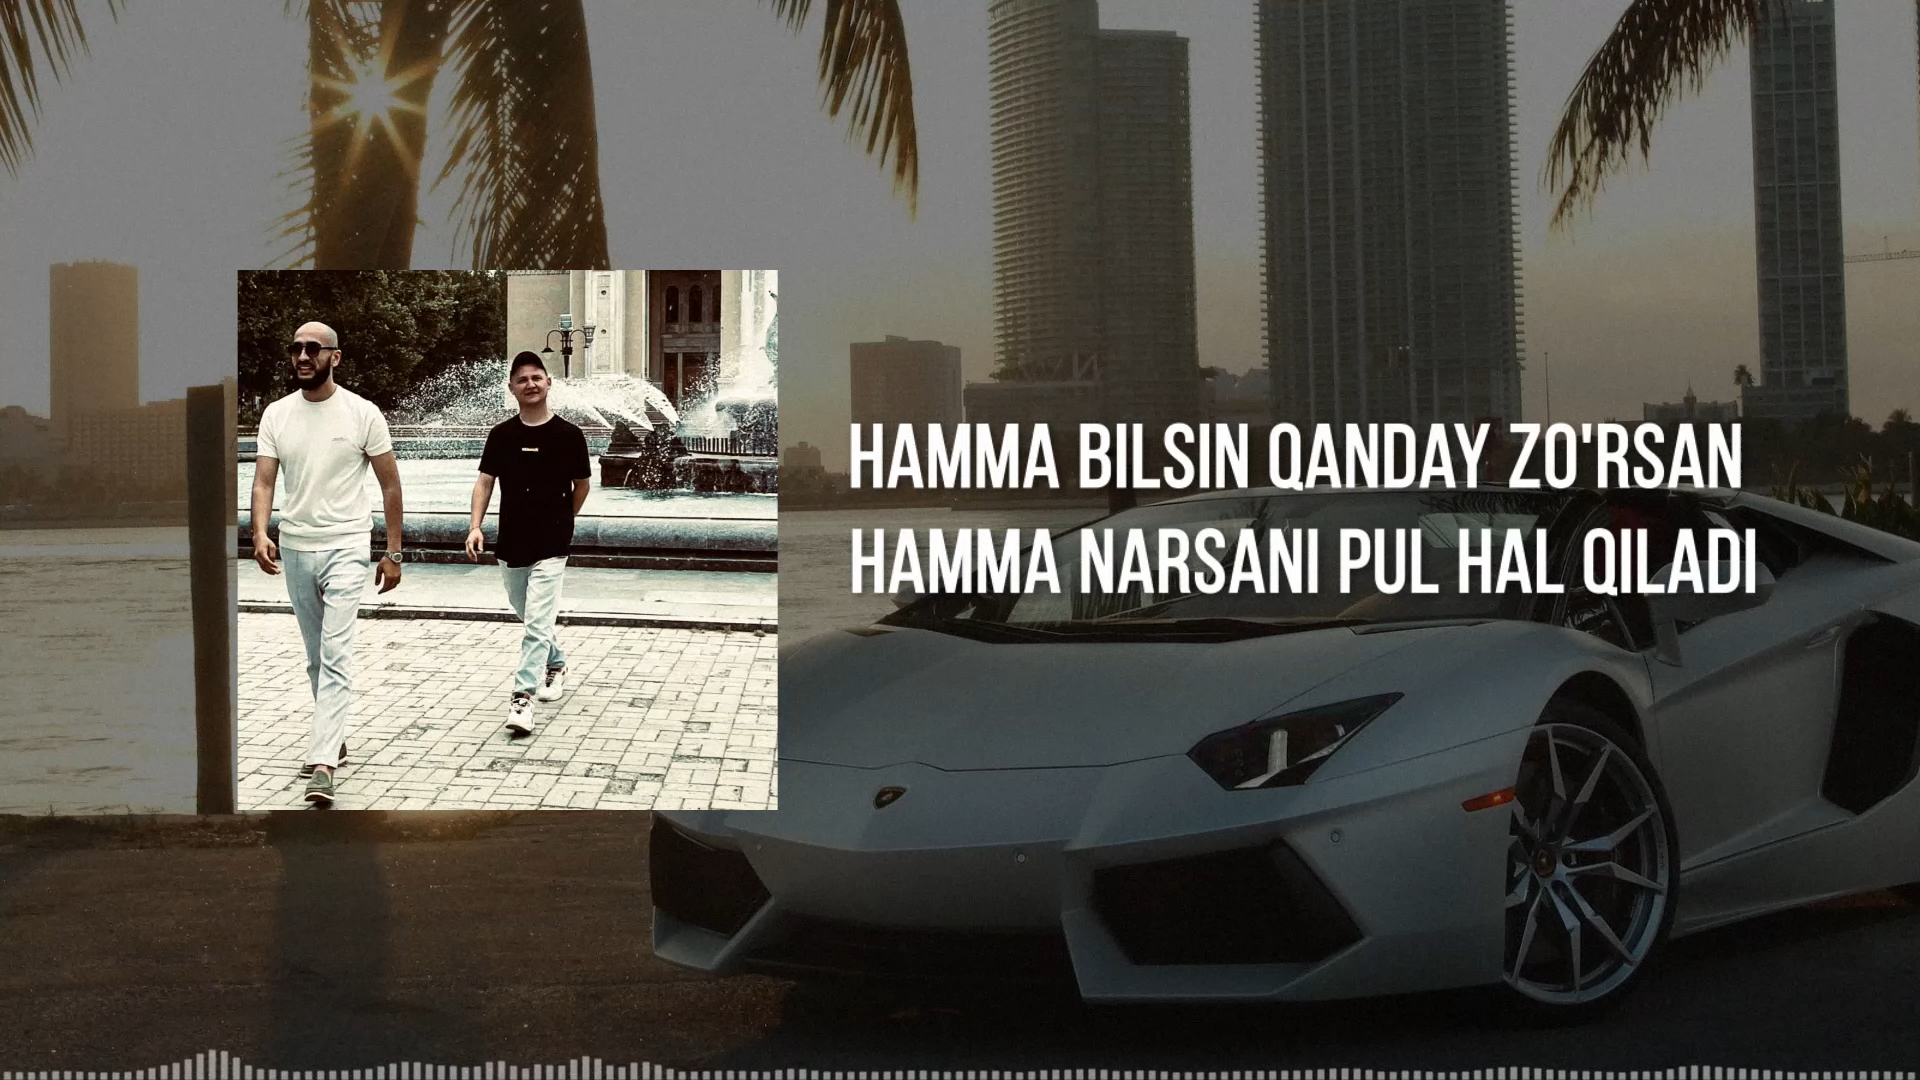 HAMMA BILSIN QANDAY ZO'RSAN
HAMMA NARSANI PUL HAL QILADI